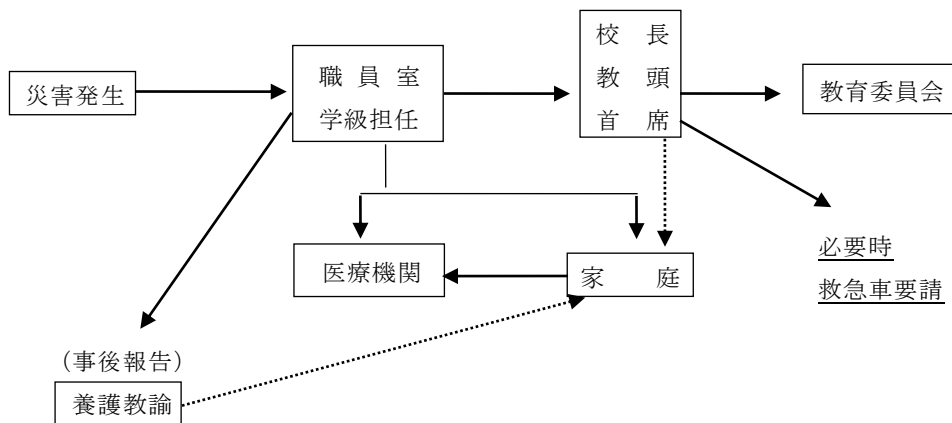 災害発生
職 員 室
学級担任
校 長
教 頭
首 席
教育委員会
必要時
救急車要請
医療機関
家 庭
（事後報告）
養護教諭